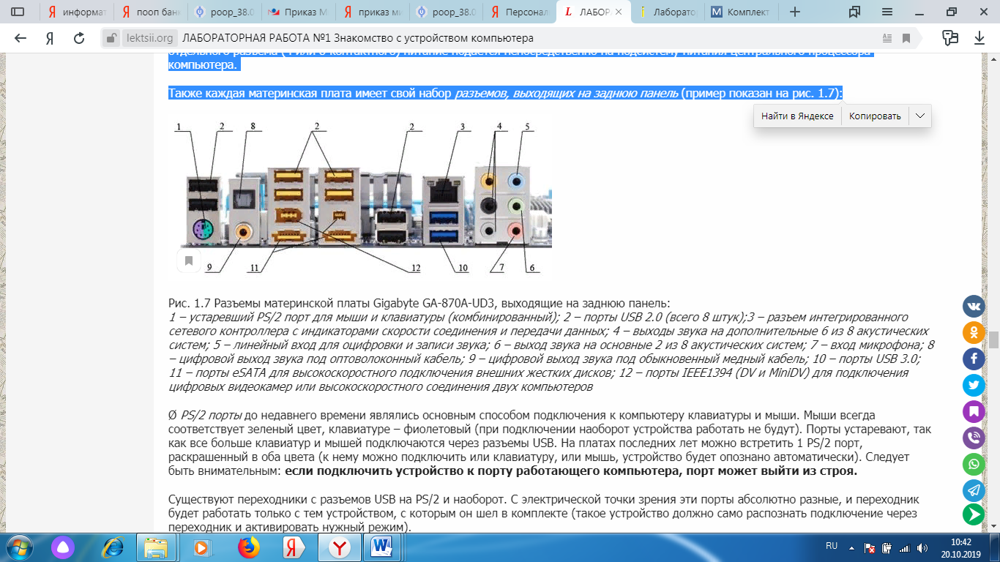 информат
пооп банк
poop_38.0
Приказ М
приказ ми
poop_38.0
Персонал
ЛАБОРА
Лаборато
Комплект
lektsii.org ЛАБОРАТОРНАЯ РАБОТА №1 Знакомство с устройством компьютера
компьютера.
Также каждая материнская плата имеет свой набор разъемов, выходящих на заднюю панель (пример показан на рис. 1.7):
Найти в Яндексе Копировать
1 2 8 2 2 3 4 5
9 11 12 10 7 6
Рис. 1.7 Разъемы материнской платы Gigabyte GA-870A-UD3, выходящие на заднюю панель:
1 – устаревший PS/2 порт для мыши и клавиатуры (комбинированный); 2 – порты USB 2.0 (всего 8 штук);3 – разъем интегрированного
сетевого контроллера с индикаторами скорости соединения и передачи данных; 4 – выходы звука на дополнительные 6 из 8 акустических
систем; 5 – линейный вход для оцифровки и записи звука; 6 – выход звука на основные 2 из 8 акустических систем; 7 – вход микрофона; 8
– цифровой выход звука под оптоволоконный кабель; 9 – цифровой выход звука под обыкновенный медный кабель; 10 – порты USB 3.0;
11 – порты eSATA для высокоскоростного подключения внешних жестких дисков; 12 – порты IEEE1394 (DV и MiniDV) для подключения
цифровых видеокамер или высокоскоростного соединения двух компьютеров
Ø PS/2 порты до недавнего времени являлись основным способом подключения к компьютеру клавиатуры и мыши. Мыши всегда
соответствует зеленый цвет, клавиатуре – фиолетовый (при подключении наоборот устройства работать не будут). Порты устаревают, так
как все больше клавиатур и мышей подключаются через разъемы USB. На платах последних лет можно встретить 1 PS/2 порт,
раскрашенный в оба цвета (к нему можно подключить или клавиатуру, или мышь, устройство будет опознано автоматически). Следует
быть внимательным: если подключить устройство к порту работающего компьютера, порт может выйти из строя.
Существуют переходники с разъемов USB на PS/2 и наоборот. С электрической точки зрения эти порты абсолютно разные, и переходник
будет работать только с тем устройством, с которым он шел в комплекте (такое устройство должно само распознать подключение через
переходник и активировать нужный режим).
RU
10:42
20.10.2019